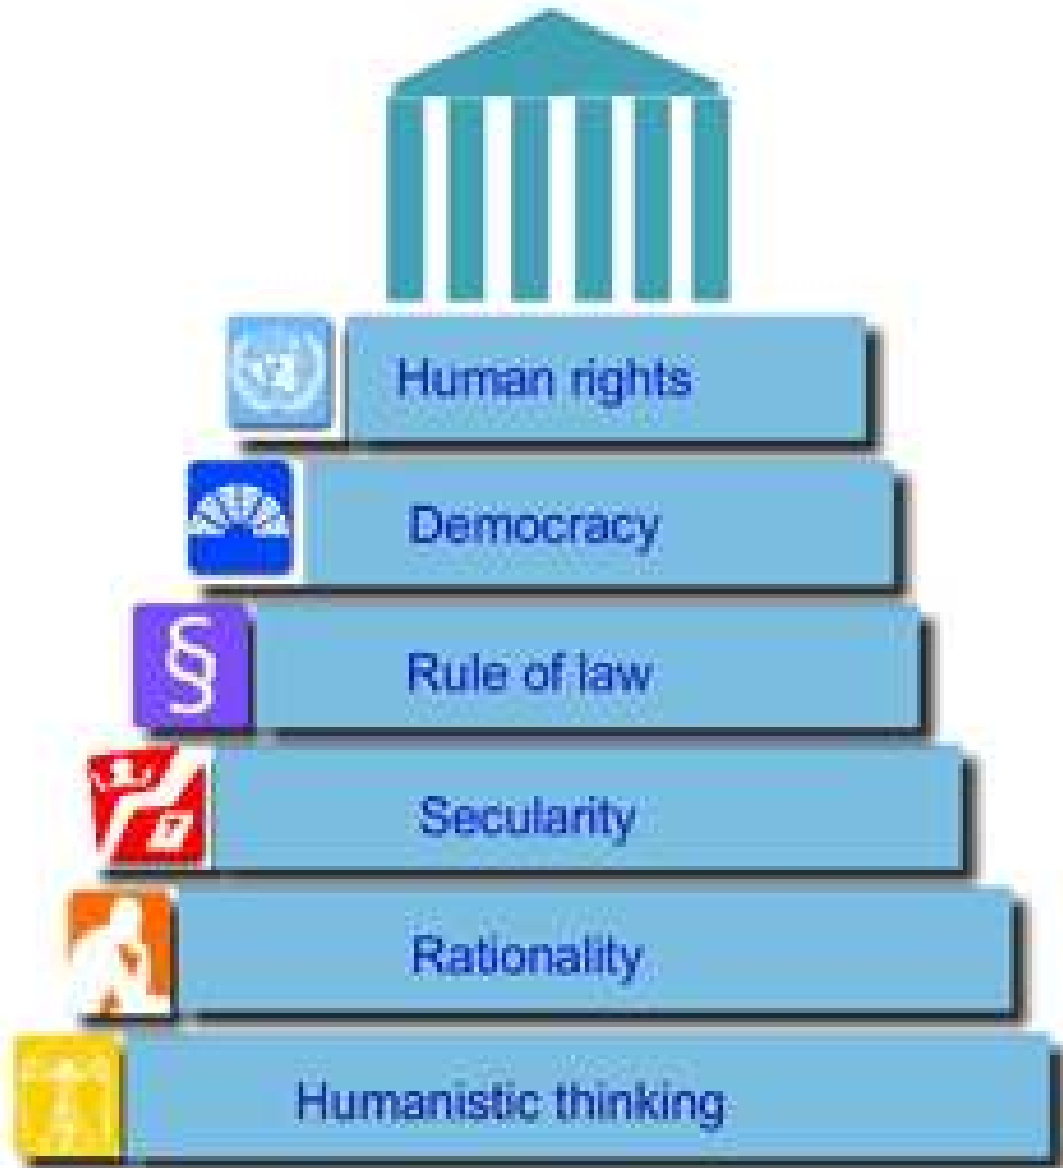 Human rights
Democracy
§
Rule of law
Secularity
Rationality
Humanistic thinking